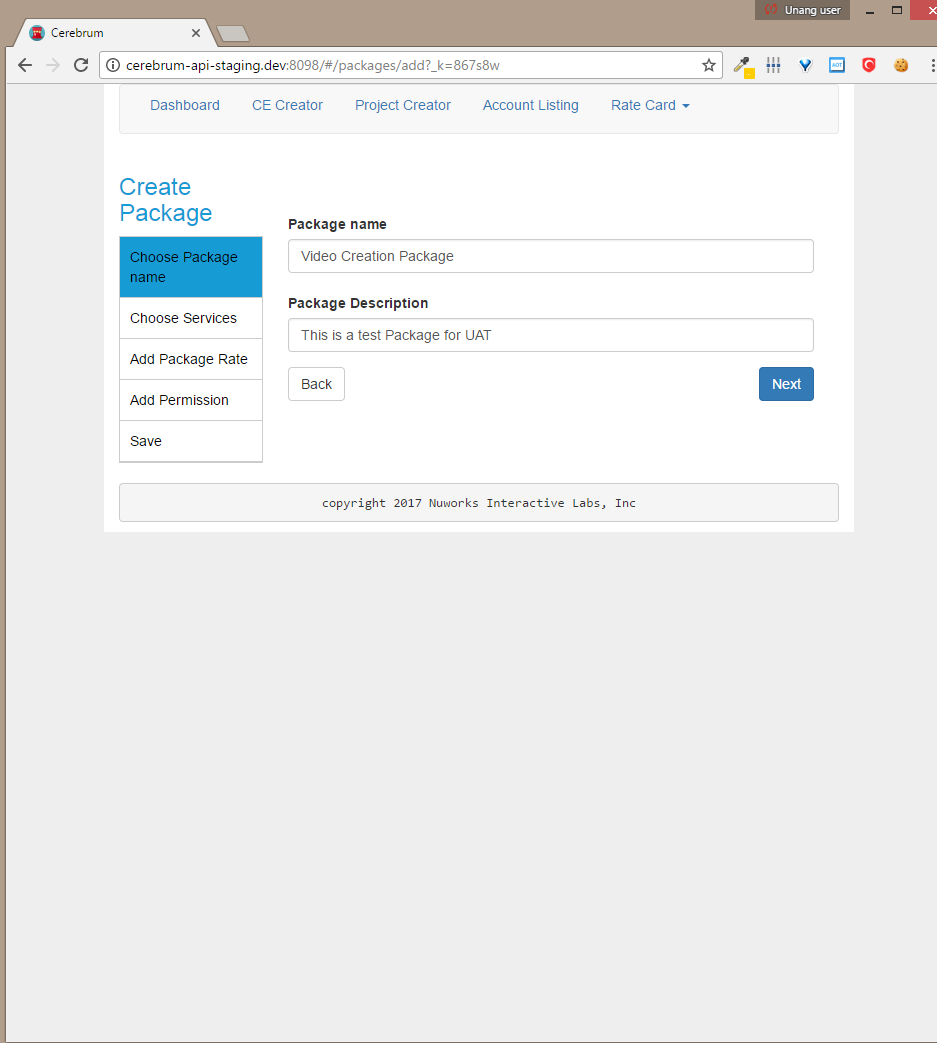 Unang user
Cerebrum
cerebrum-api-staging.dev:8098/#/packages/add?_k=867s8w
Dashboard CE Creator Project Creator Account Listing Rate Card
Create
Package
Choose Package
name
Choose Services
Add Package Rate
Add Permission
Save
Package name
Video Creation Package
Package Description
This is a test Package for UAT
Back Next
copyright 2017 Nuworks Interactive Labs, Inc